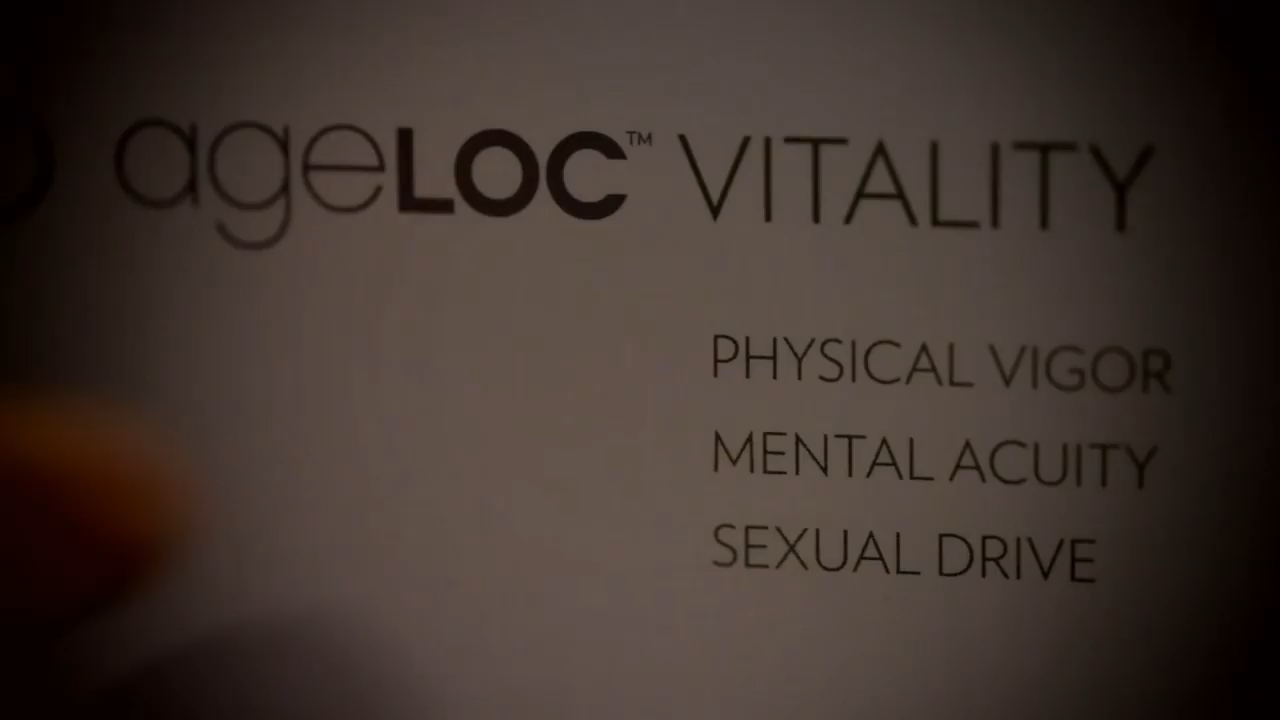 ageLOC™ VITALITY
PHYSICAL VIGOR
MENTAL ACUITY
SEXUAL DRIVE